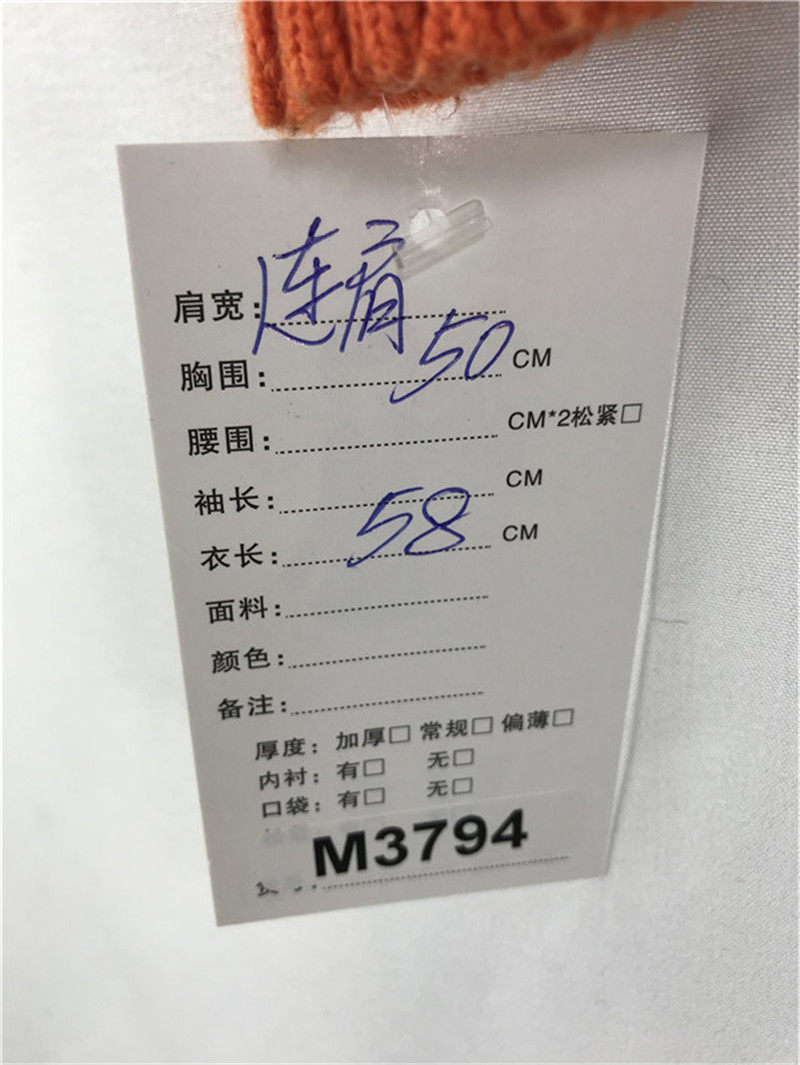 肩宽：连肩
胸围：50 CM
腰围： CM*2松紧□
袖长： CM
衣长：58 CM
面料：
颜色：
备注：
厚度：加厚□ 常规□ 偏薄□
内衬：有□ 无□
口袋：有□ 无□
M3794